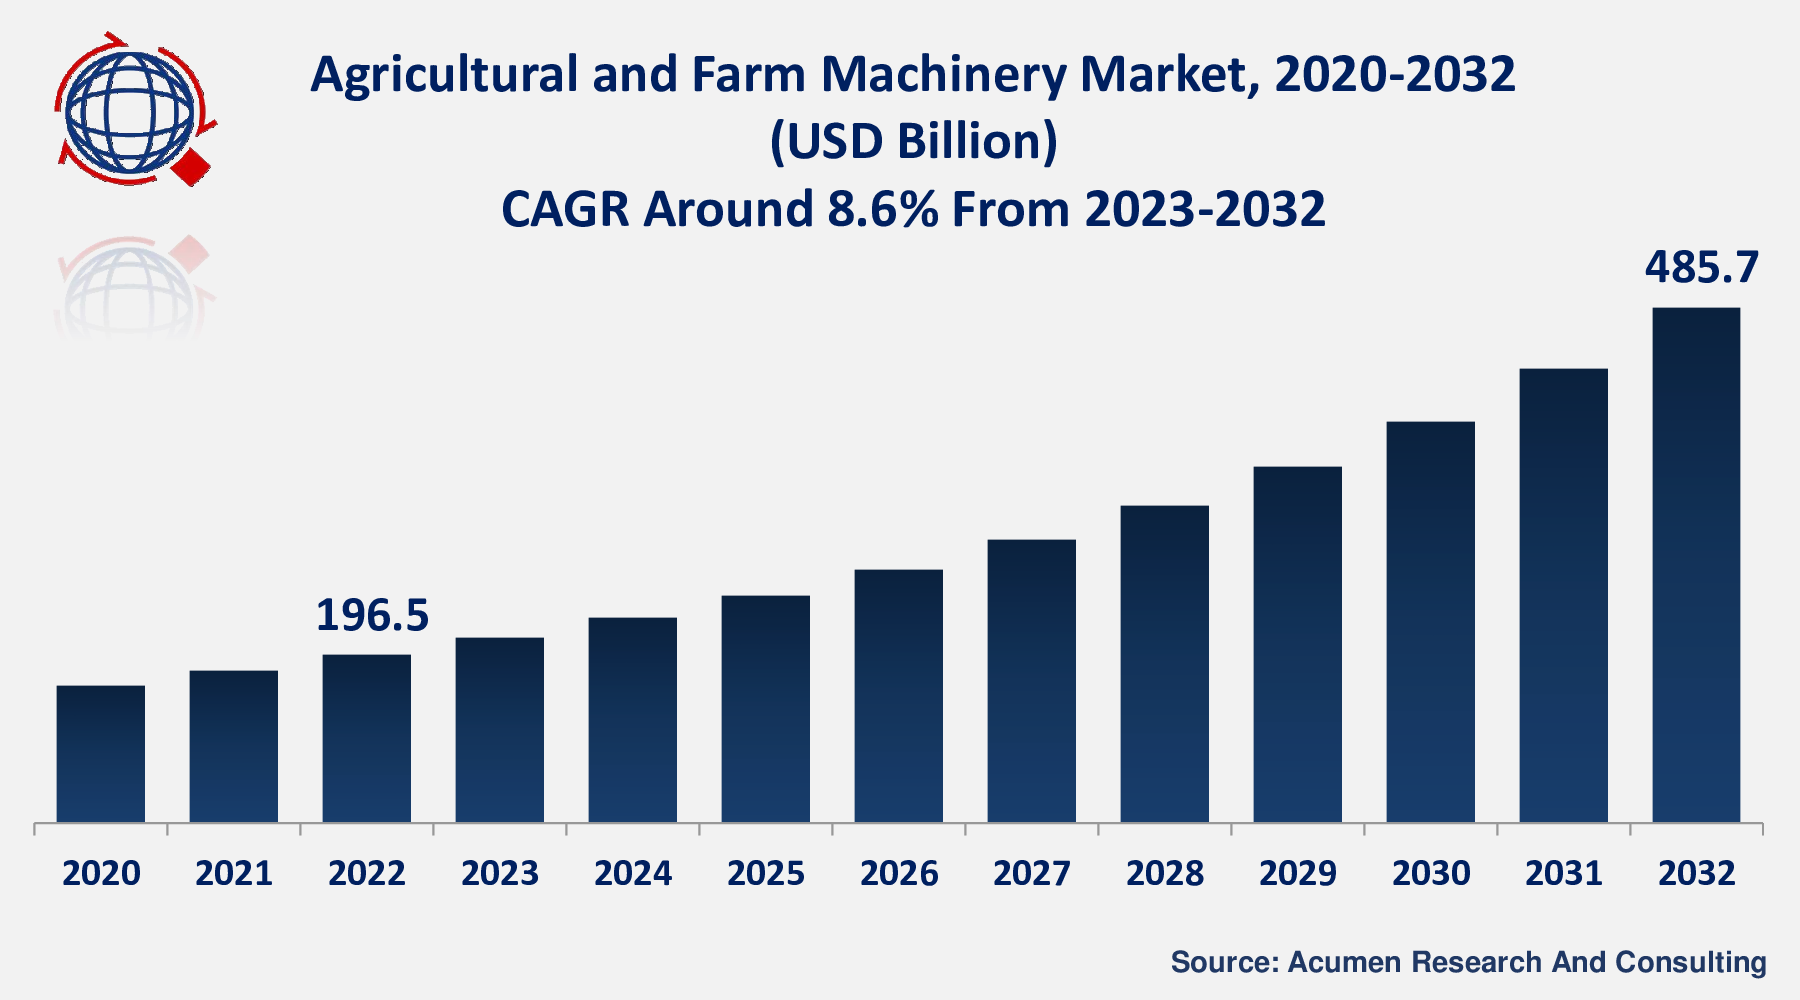 Agricultural and Farm Machinery Market, 2020-2032
(USD Billion)
CAGR Around 8.6% From 2023-2032
485.7
196.5
2020 2021 2022 2023 2024 2025 2026 2027 2028 2029 2030 2031 2032
Source: Acumen Research And Consulting